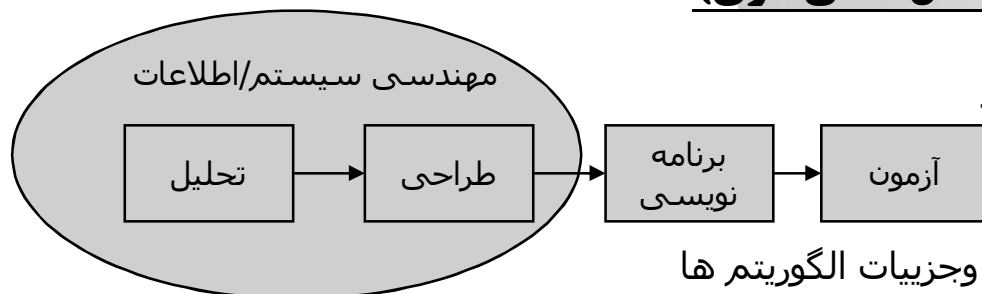 مهندسی سیستم/اطلاعات
تحلیل
طراحی
برنامه
نویسی
آزمون
وجزییات الگوریتم ها